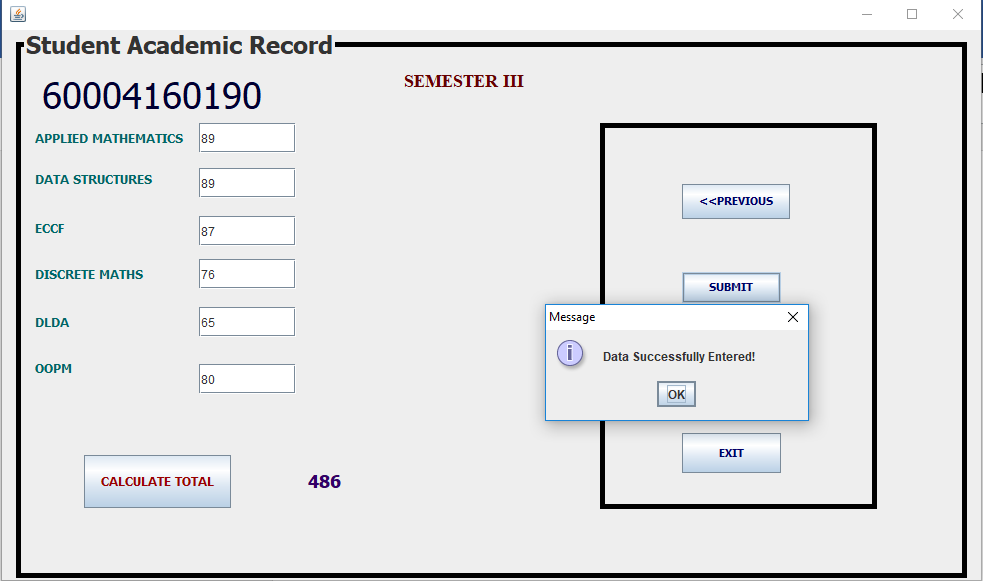 Student Academic Record
60004160190
SEMESTER III
APPLIED MATHEMATICS 89
DATA STRUCTURES 89
ECCF 87
DISCRETE MATHS 76
DLDA 65
OOPM 80
CALCULATE TOTAL 486
<<PREVIOUS
SUBMIT
Message
i
Data Successfully Entered!
OK
EXIT